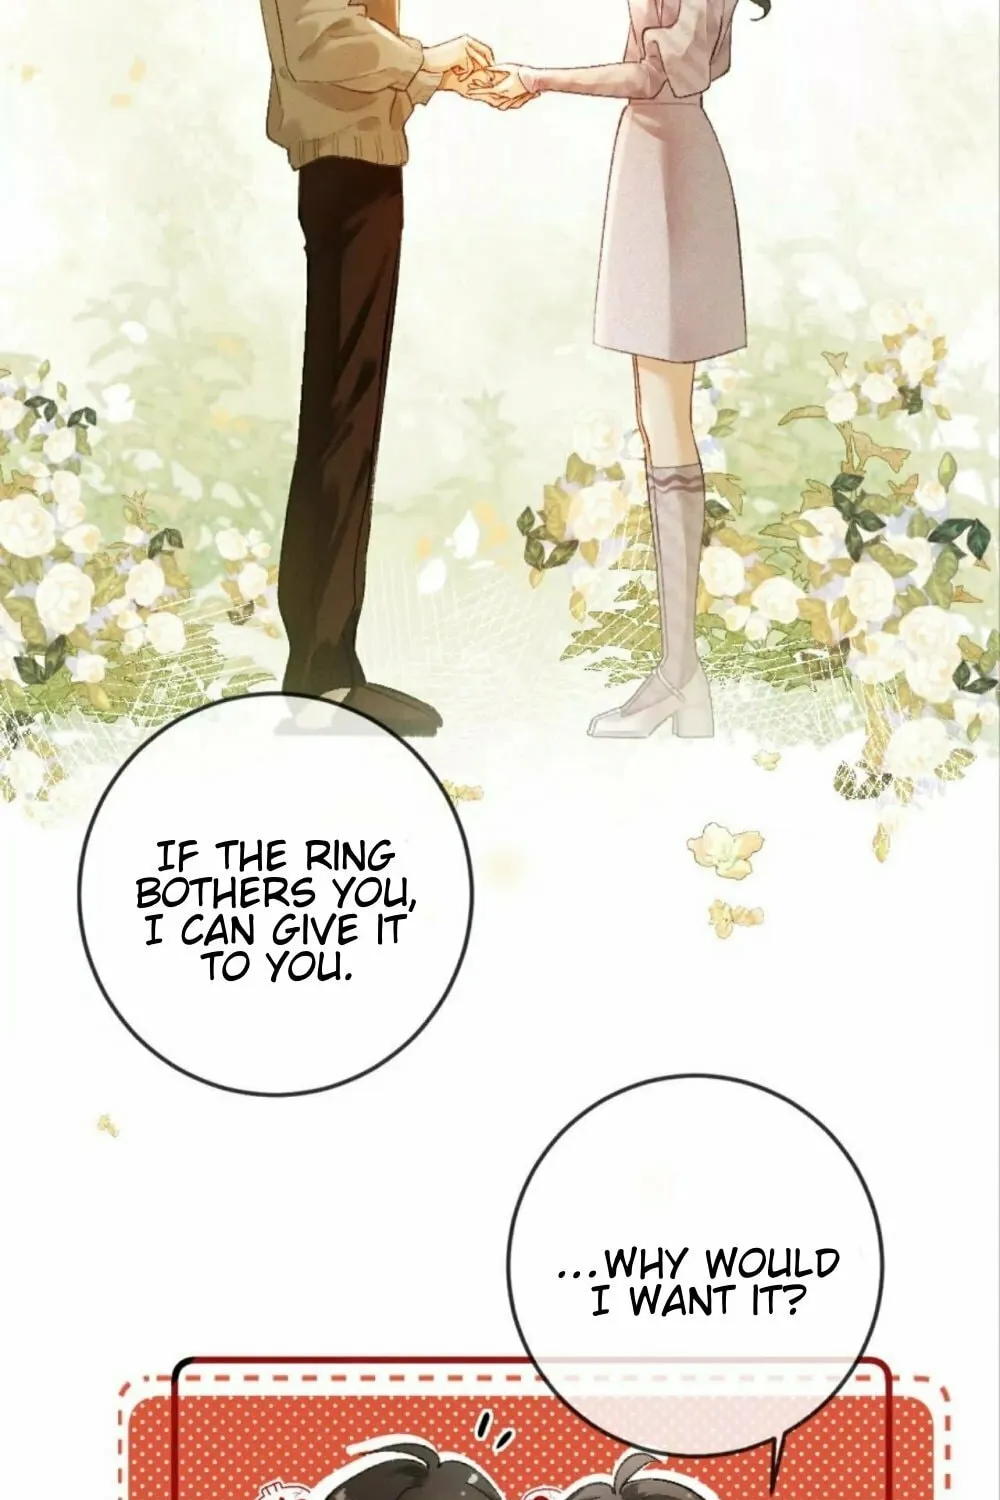 IF THE RING
BOTHERS YOU,
I CAN GIVE IT
TO YOU.
...WHY WOULD
I WANT IT?